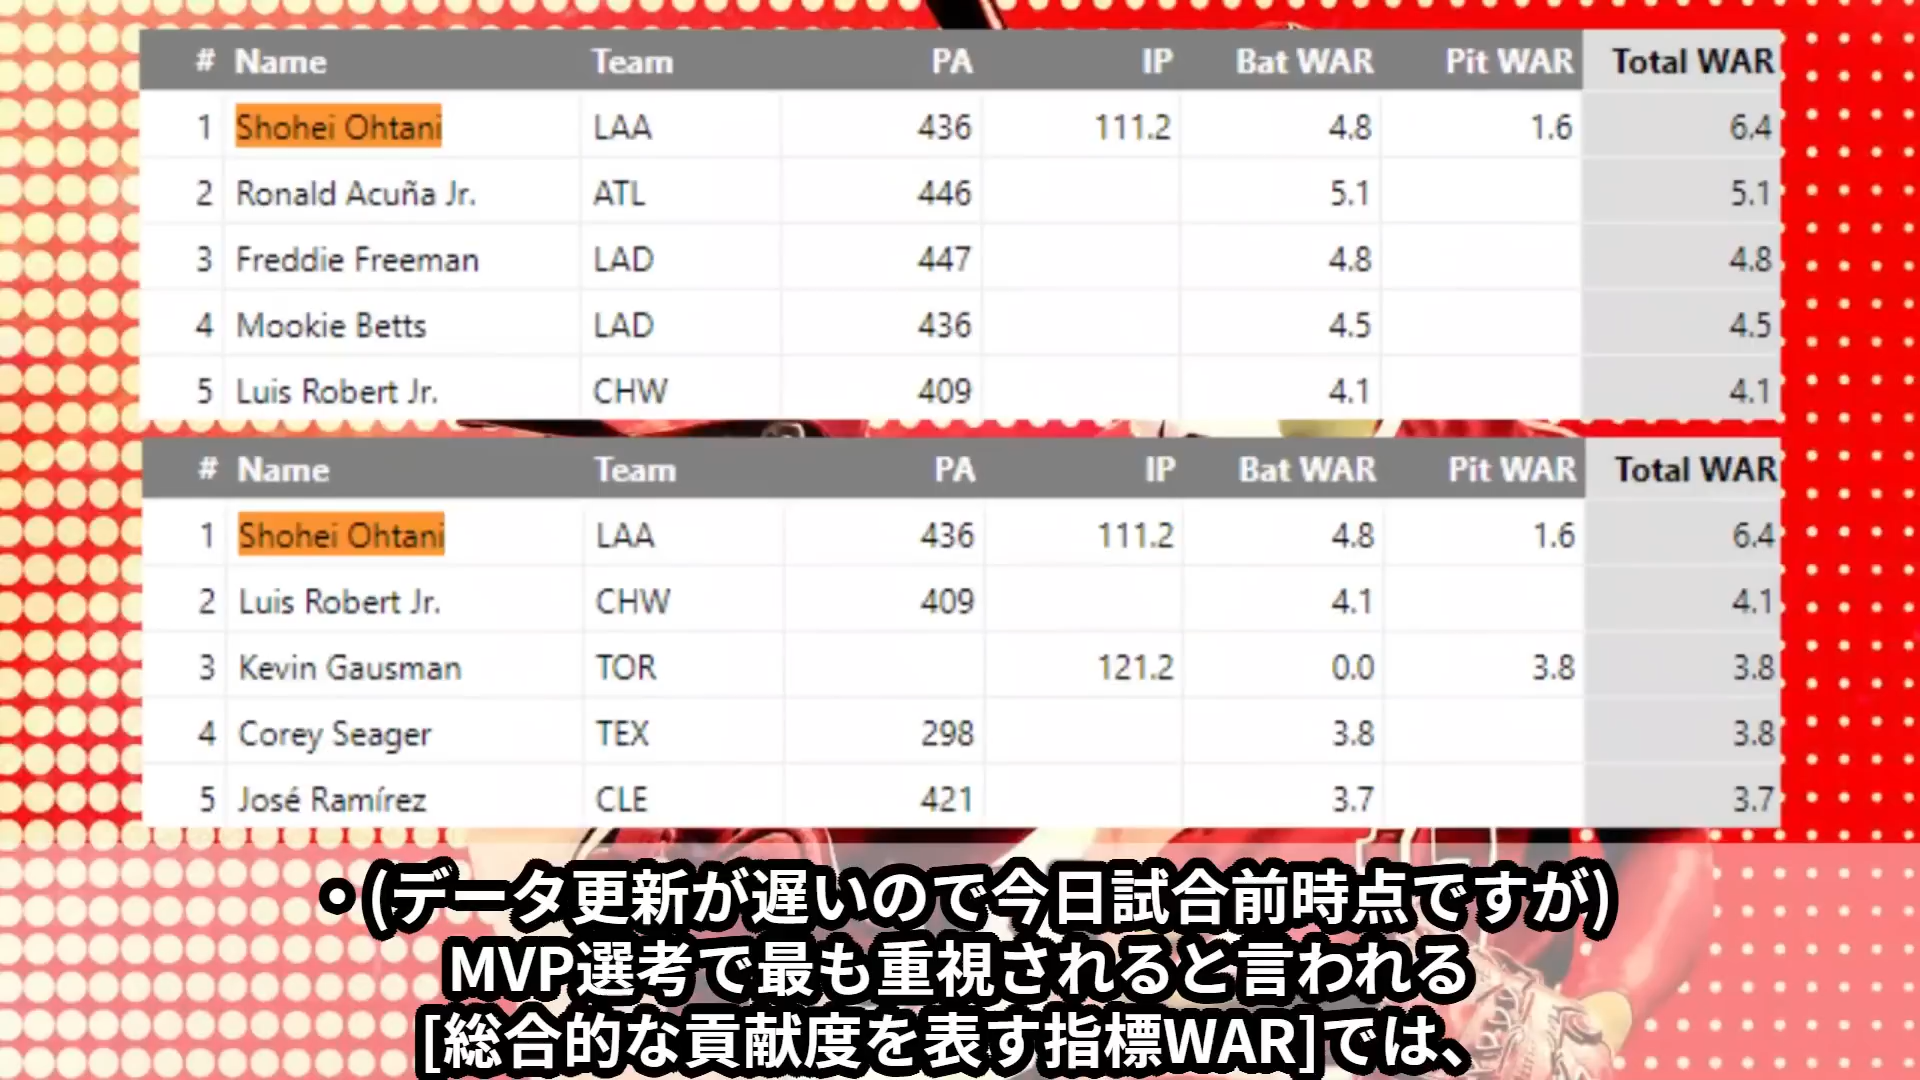 # Name Team PA IP Bat WAR Pit WAR Total WAR
1 Shohei Ohtani LAA 436 111.2 4.8 1.6 6.4
2 Ronald Acuña Jr. ATL 446 5.1 5.1
3 Freddie Freeman LAD 447 4.8 4.8
4 Mookie Betts LAD 436 4.5 4.5
5 Luis Robert Jr. CHW 409 4.1 4.1
# Name Team PA IP Bat WAR Pit WAR Total WAR
1 Shohei Ohtani LAA 436 111.2 4.8 1.6 6.4
2 Luis Robert Jr. CHW 409 4.1 4.1
3 Kevin Gausman TOR 121.2 0.0 3.8 3.8
4 Corey Seager TEX 298 3.8 3.8
5 José Ramírez CLE 421 3.7 3.7
・(データ更新が遅いので今日試合前時点ですが)
MVP選考で最も重視されると言われる
[総合的な貢献度を表す指標WAR]では、